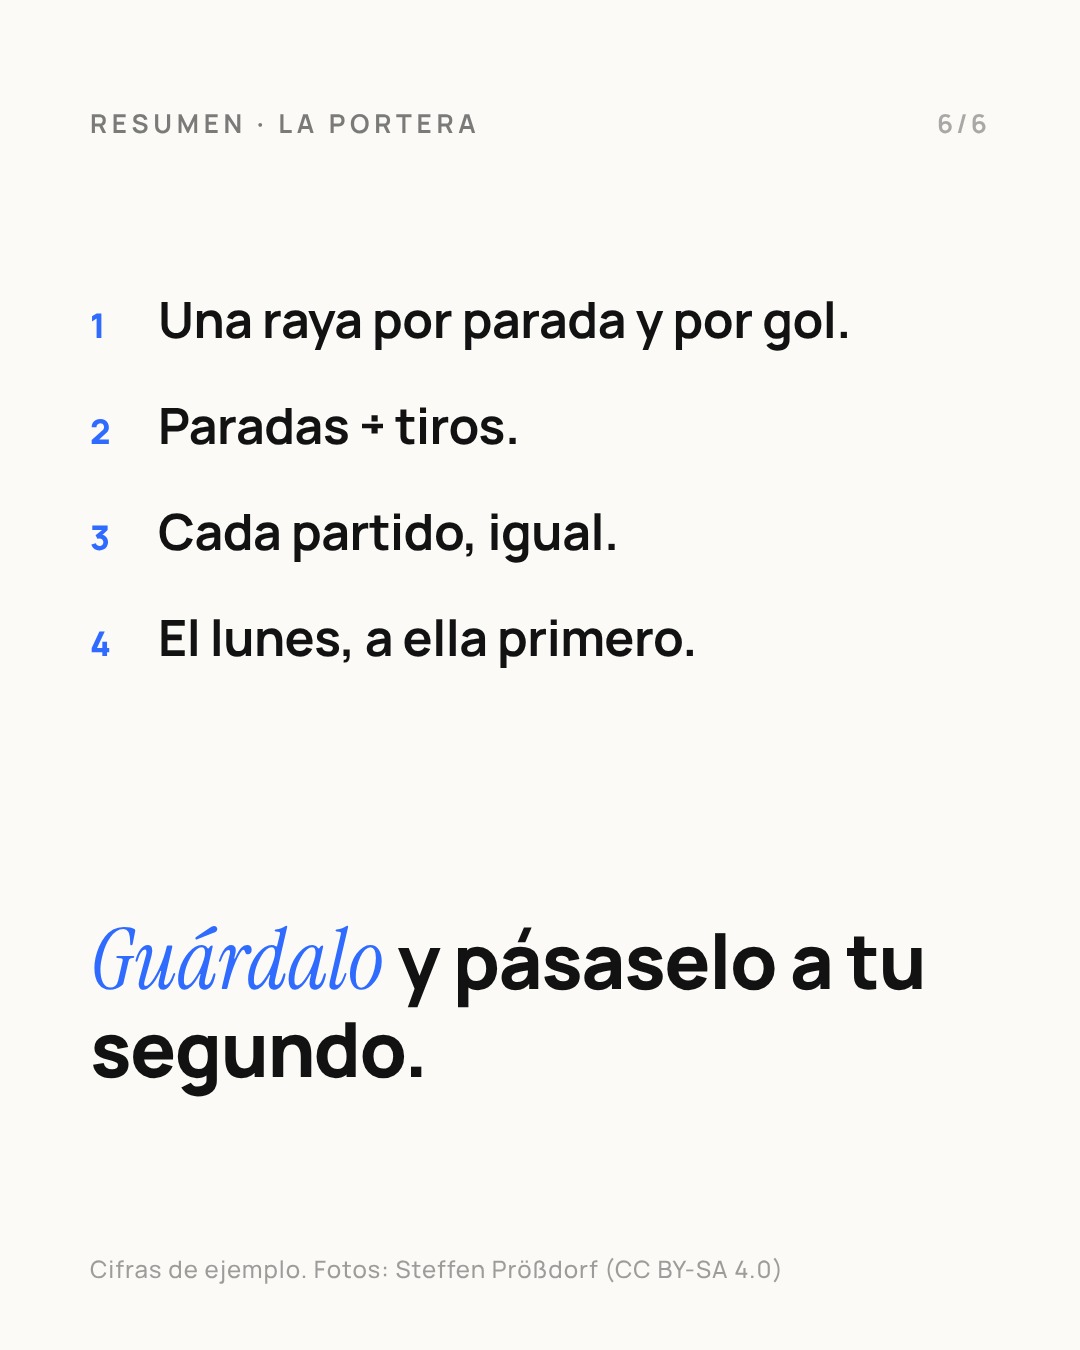 RESUMEN · LA PORTERA
6/6
1 Una raya por parada y por gol.
2 Paradas ÷ tiros.
3 Cada partido, igual.
4 El lunes, a ella primero.
Guárdalo y pásaselo a tu
segundo.
Cifras de ejemplo. Fotos: Steffen Prößdorf (CC BY-SA 4.0)